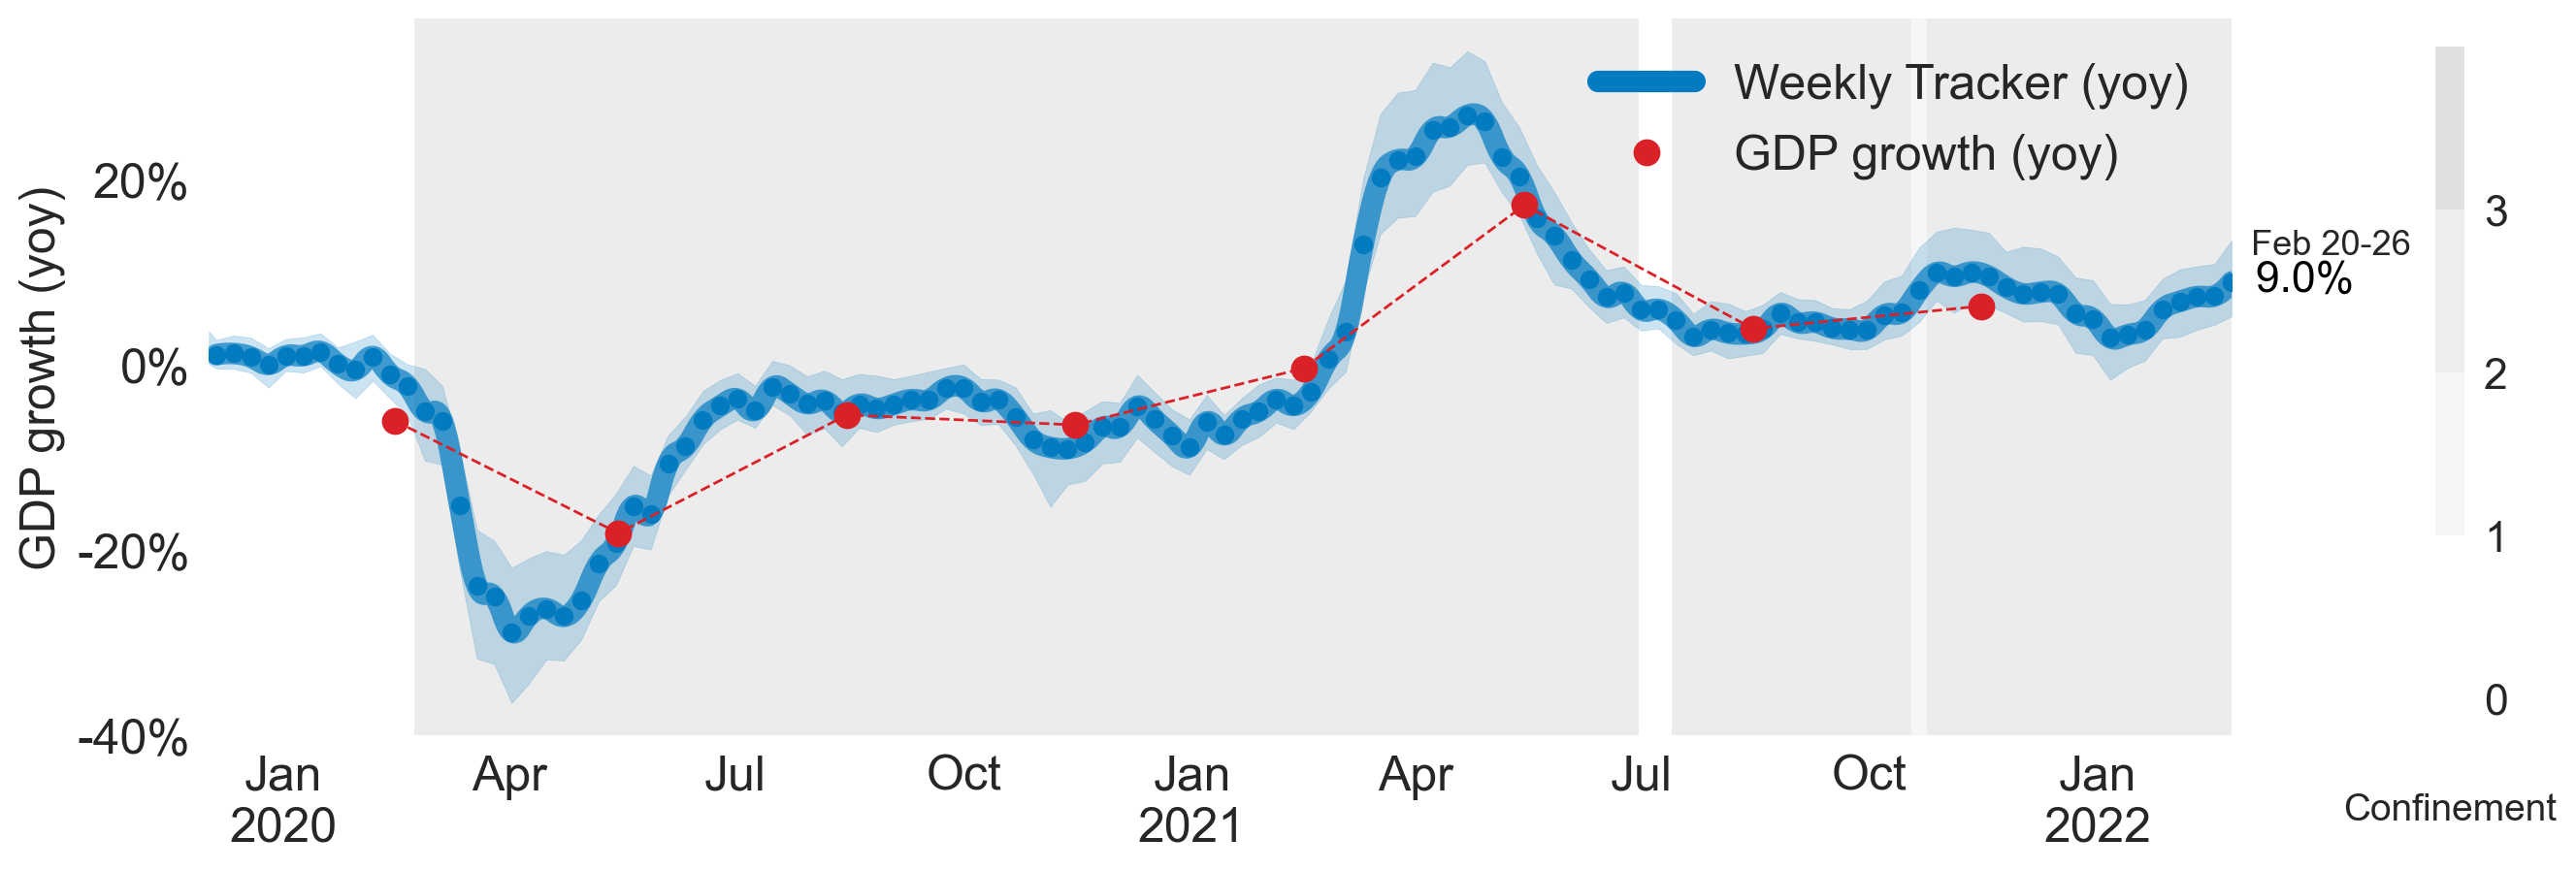 Weekly Tracker (yoy)
GDP growth (yoy)
GDP growth (yoy)
20%
0%
-20%
-40%
Jan
2020
Apr
Jul
Oct
Jan
2021
Apr
Jul
Oct
Jan
2022
Feb 20-26
9.0%
3
2
1
0
Confinement